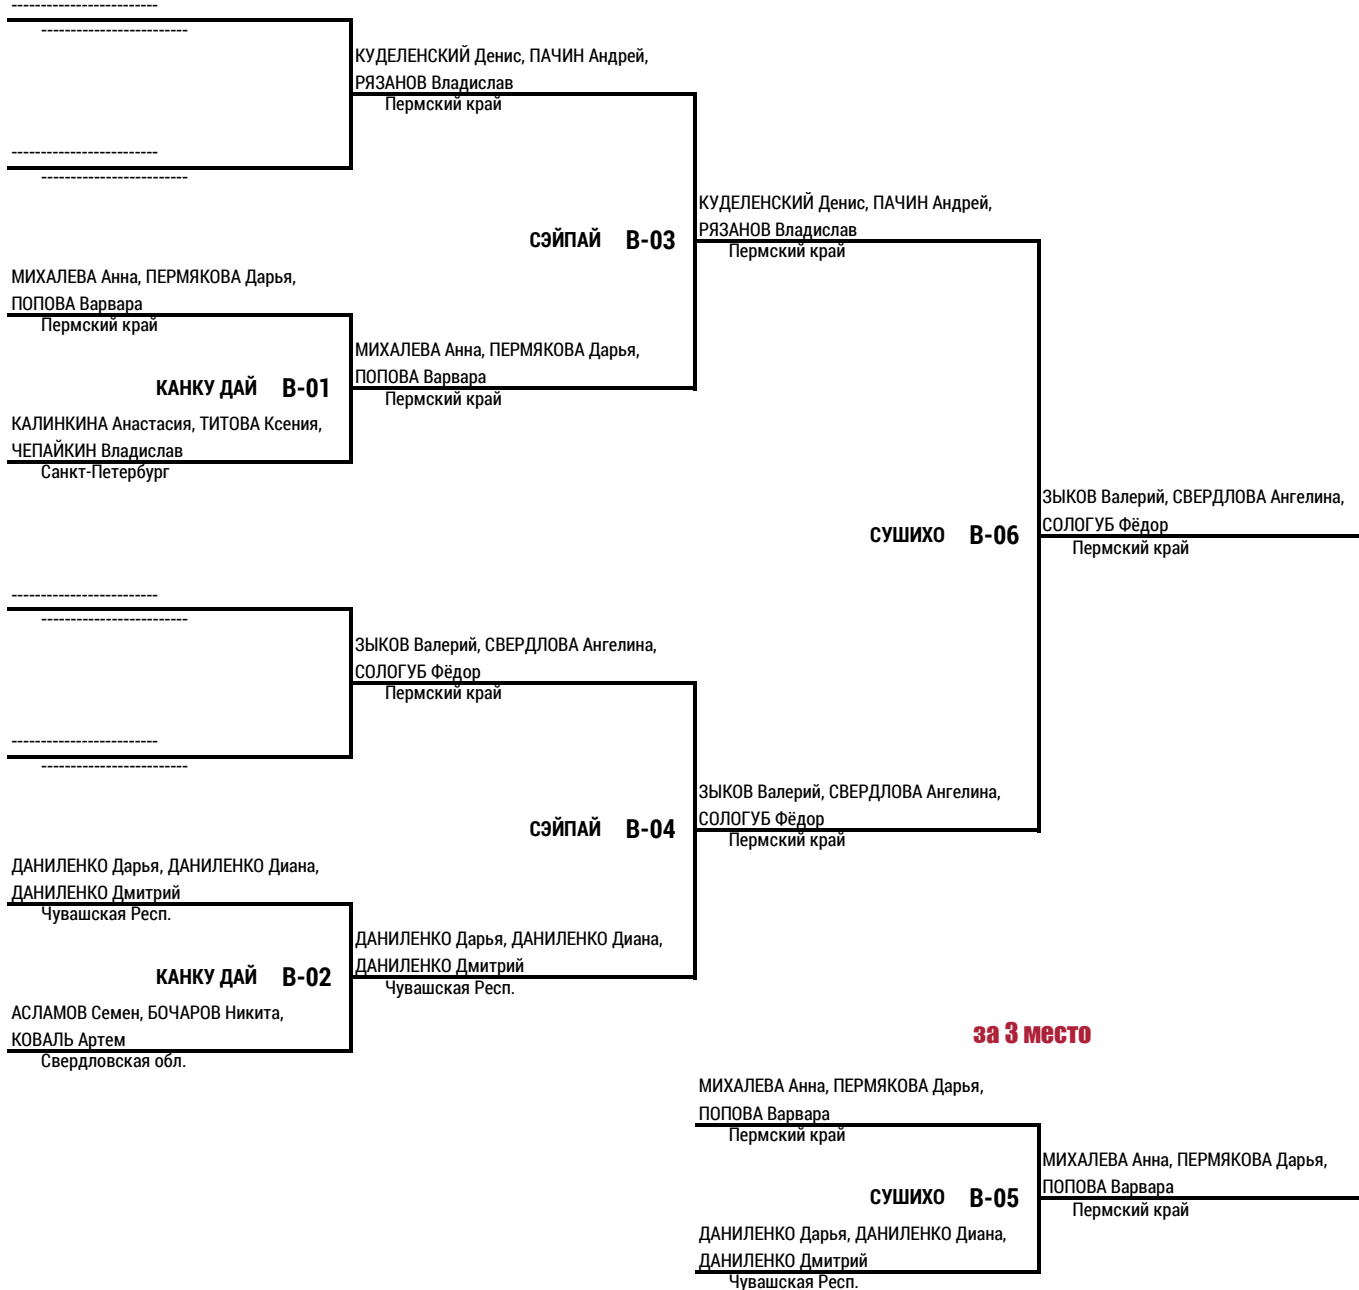 -------------------------
-------------------------
КУДЕЛЕНСКИЙ Денис, ПАЧИН Андрей,
РЯЗАНОВ Владислав
Пермский край
-------------------------
-------------------------
КУДЕЛЕНСКИЙ Денис, ПАЧИН Андрей,
РЯЗАНОВ Владислав
Пермский край
СЭЙПАЙ B-03
МИХАЛЕВА Анна, ПЕРМЯКОВА Дарья,
ПОПОВА Варвара
Пермский край
МИХАЛЕВА Анна, ПЕРМЯКОВА Дарья,
ПОПОВА Варвара
Пермский край
КАНКУ ДАЙ B-01
КАЛИНКИНА Анастасия, ТИТОВА Ксения,
ЧЕПАЙКИН Владислав
Санкт-Петербург
ЗЫКОВ Валерий, СВЕРДЛОВА Ангелина,
СОЛОГУБ Фёдор
Пермский край
СУШИХО B-06
-------------------------
-------------------------
ЗЫКОВ Валерий, СВЕРДЛОВА Ангелина,
СОЛОГУБ Фёдор
Пермский край
-------------------------
-------------------------
ЗЫКОВ Валерий, СВЕРДЛОВА Ангелина,
СОЛОГУБ Фёдор
Пермский край
СЭЙПАЙ B-04
ДАНИЛЕНКО Дарья, ДАНИЛЕНКО Диана,
ДАНИЛЕНКО Дмитрий
Чувашская Респ.
ДАНИЛЕНКО Дарья, ДАНИЛЕНКО Диана,
ДАНИЛЕНКО Дмитрий
Чувашская Респ.
КАНКУ ДАЙ B-02
АСЛАМОВ Семен, БОЧАРОВ Никита,
КОВАЛЬ Артем
Свердловская обл.
за 3 место
МИХАЛЕВА Анна, ПЕРМЯКОВА Дарья,
ПОПОВА Варвара
Пермский край
МИХАЛЕВА Анна, ПЕРМЯКОВА Дарья,
ПОПОВА Варвара
Пермский край
СУШИХО B-05
ДАНИЛЕНКО Дарья, ДАНИЛЕНКО Диана,
ДАНИЛЕНКО Дмитрий
Чувашская Респ.